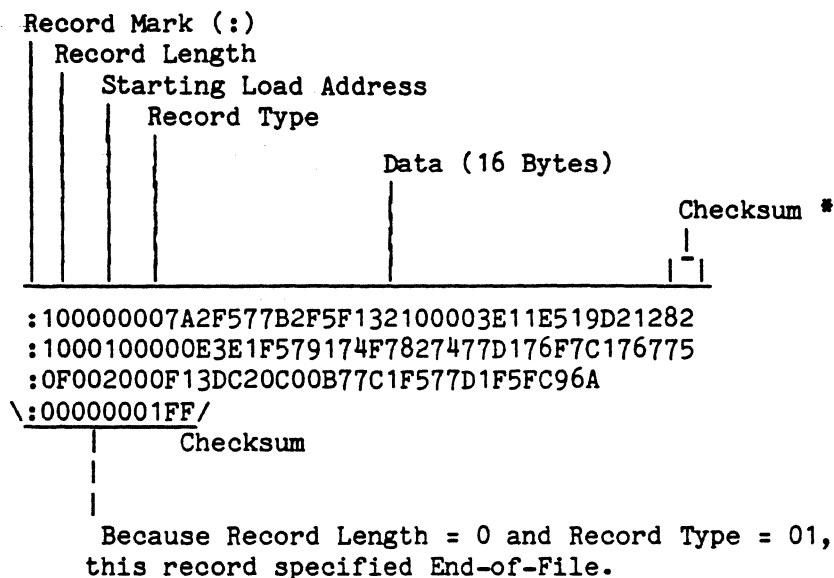 Record Mark (:)
Record Length
Starting Load Address
Record Type
Data (16 Bytes)
Checksum *
:100000007A2F577B2F5F132100003E11E519D21282
:1000100000E3E1F579174F7827477D176F7C176775
:0F002000F13DC20C00B77C1F577D1F5FC96A
\:00000001FF/
Checksum
Because Record Length = 0 and Record Type = 01,
this record specified End-of-File.